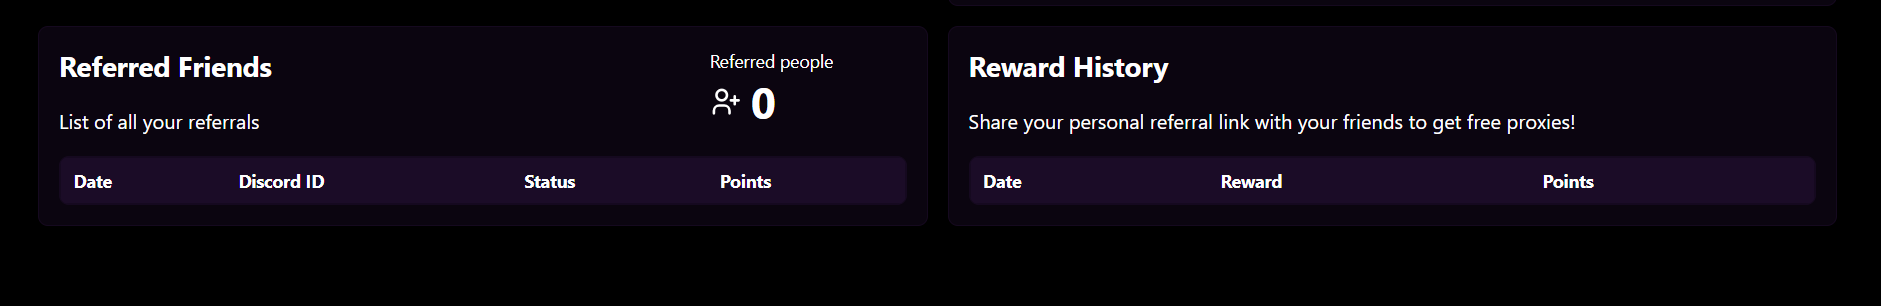 Referred Friends
Referred people
0
List of all your referrals
Date Discord ID Status Points
Reward History
Share your personal referral link with your friends to get free proxies!
Date Reward Points